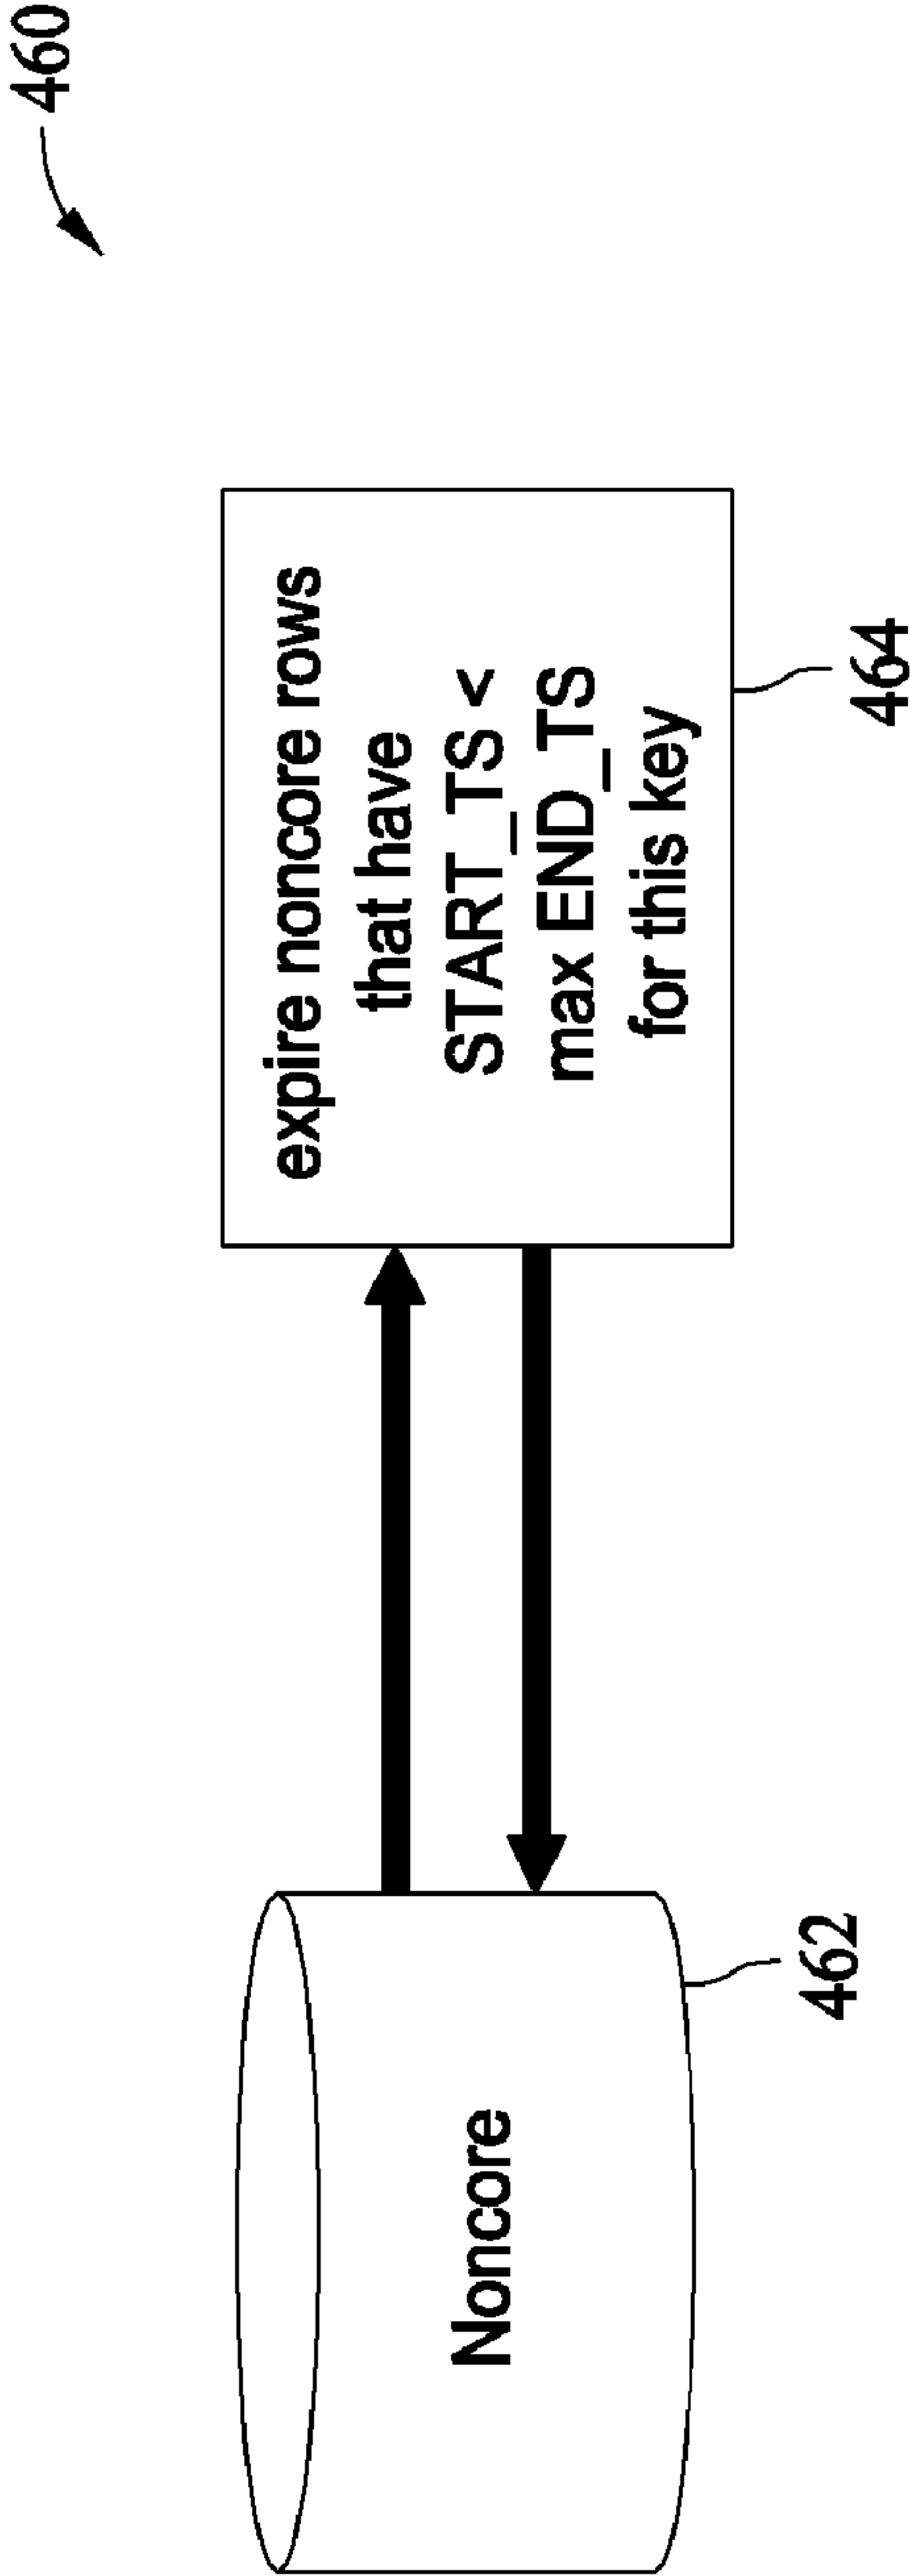 460
expire noncore rows
that have
START_TS <
max END_TS
for this key
464
Noncore
462